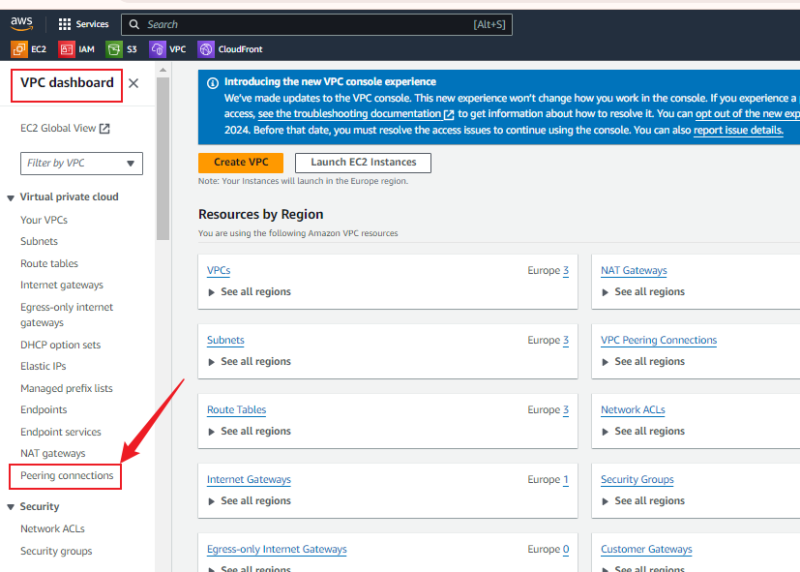 aws
Services
Search
[Alt+S]
EC2
IAM
S3
VPC
CloudFront
VPC dashboard
EC2 Global View
Filter by VPC
Virtual private cloud
Your VPCs
Subnets
Route tables
Internet gateways
Egress-only internet
gateways
DHCP option sets
Elastic IPs
Managed prefix lists
Endpoints
Endpoint services
NAT gateways
Peering connections
Security
Network ACLs
Security groups
Introducing the new VPC console experience
We've made updates to the VPC console. This new experience won't change how you work in the console. If you experience a
access, see the troubleshooting documentation to get information about how to resolve it. You can opt out of the new exp
2024. Before that date, you must resolve the access issues to continue using the console. You can also report issue details.
Create VPC
Launch EC2 Instances
Note: Your Instances will launch in the Europe region.
Resources by Region
You are using the following Amazon VPC resources
VPCs
Europe 3
See all regions
NAT Gateways
See all regions
Subnets
Europe 3
See all regions
VPC Peering Connections
See all regions
Route Tables
Europe 3
See all regions
Network ACLs
See all regions
Internet Gateways
Europe 1
See all regions
Security Groups
See all regions
Egress-only Internet Gateways
Europe 0
See all regions
Customer Gateways
See all regions